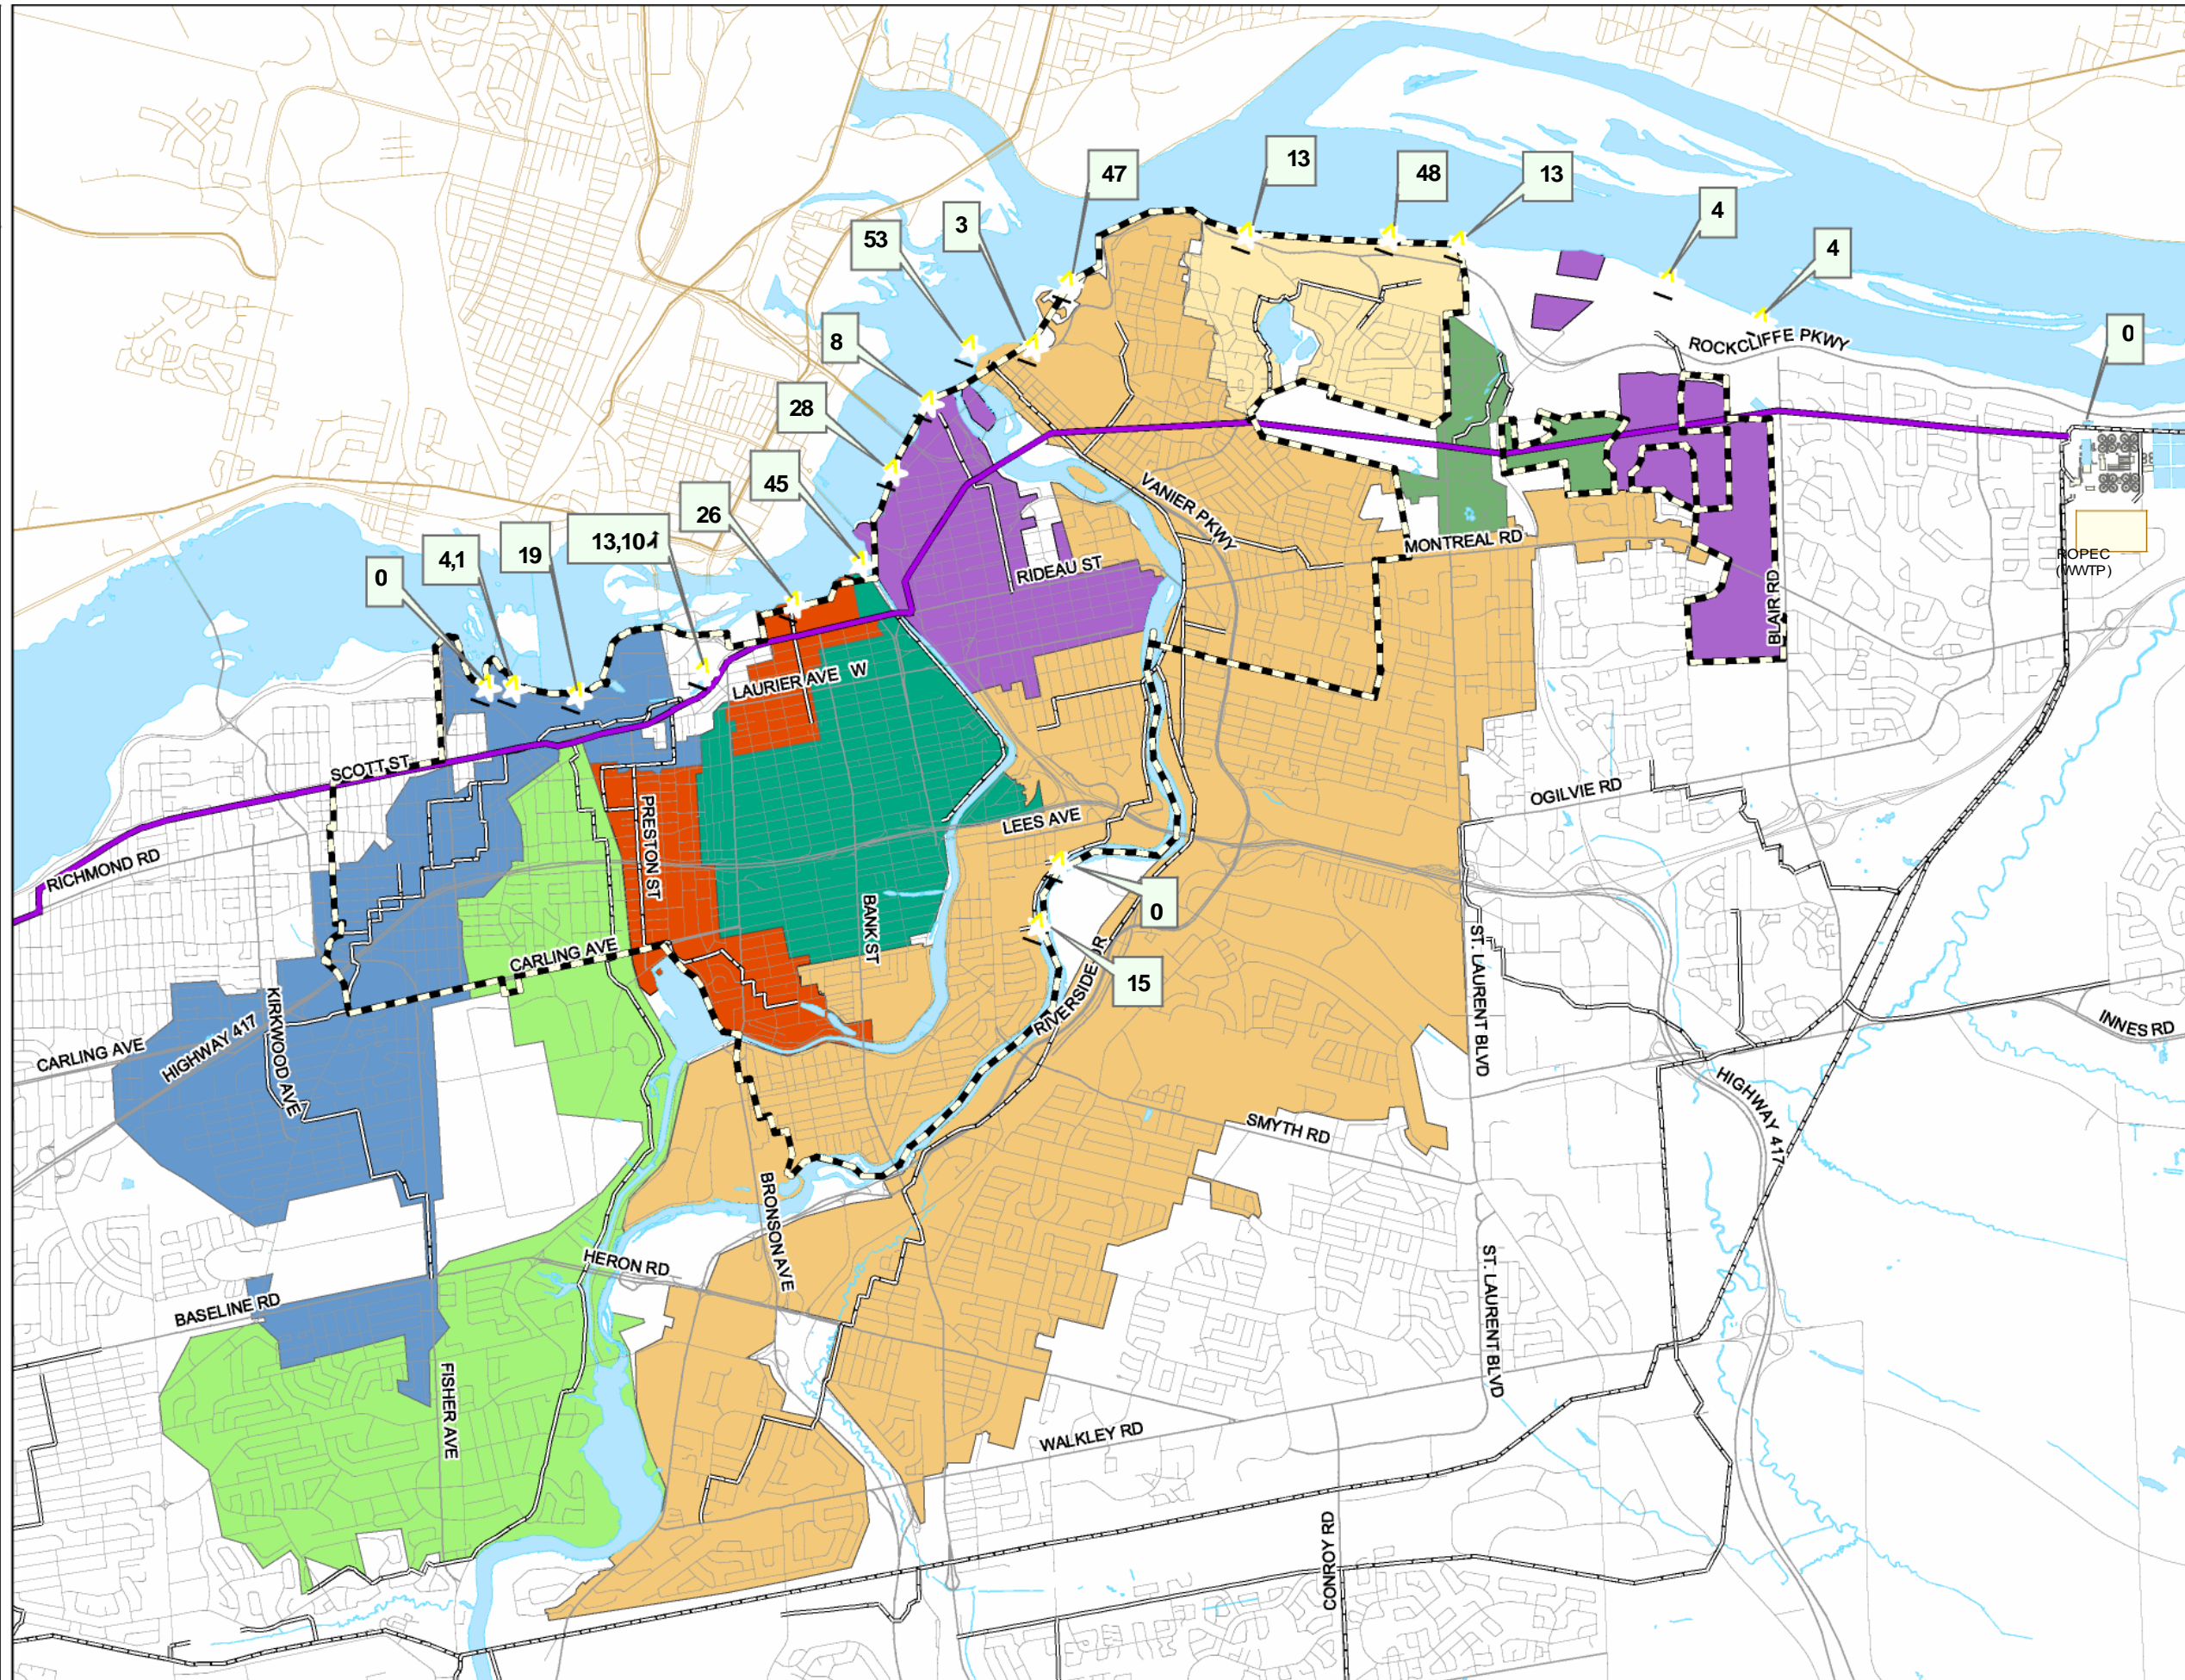 47
13
48
13
4
4
0
3
53
8
28
45
26
19
4,1
0
ROCKCLIFFE PKWY
VANIER PKWY
MONTREAL RD
RIDEAU ST
BLAIR RD
ROPEC
(WWTP)
LAURIER AVE W
SCOTT ST
OGILVIE RD
PRESTON ST
LEES AVE
RICHMOND RD
BANK ST
0
15
CARLING AVE
ST. LAURENT BLVD
RIVERSIDE DR
KIRKWOOD AVE
HIGHWAY 417
CARLING AVE
INNES RD
HIGHWAY 417
SMYTH RD
BRONSON AVE
HERON RD
ST. LAURENT BLVD
BASELINE RD
FISHER AVE
WALKLEY RD
CONROY RD